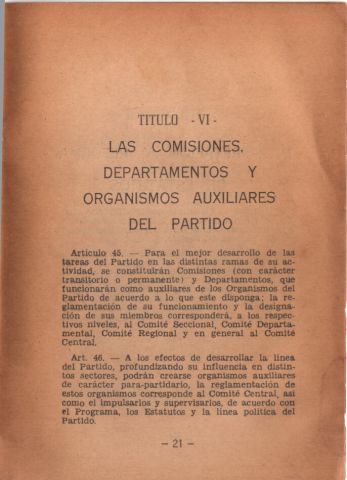 TITULO - VI -
LAS COMISIONES,
DEPARTAMENTOS Y
ORGANISMOS AUXILIARES
DEL PARTIDO
Artículo 45. — Para el mejor desarrollo de las
tareas del Partido en las distintas ramas de su ac-
tividad, se constituirán Comisiones (con carácter
transitorio o permanente) y Departamentos, que
funcionarán como auxiliares de los Organismos del
Partido de acuerdo a lo que este disponga; la re-
glamentación de su funcionamiento y la designa-
ción de sus miembros corresponderá, a los respec-
tivos niveles, al Comité Seccional, Comité Departa-
mental, Comité Regional y en general al Comité
Central.
Art. 46. — A los efectos de desarrollar la línea
del Partido, profundizando su influencia en distin-
tos sectores, podrán crearse organismos auxiliares
de carácter para-partidario, la reglamentación de
estos organismos corresponde al Comité Central, así
como el impulsarlos y supervisarlos, de acuerdo con
el Programa, los Estatutos y la línea política del
Partido.
— 21 —